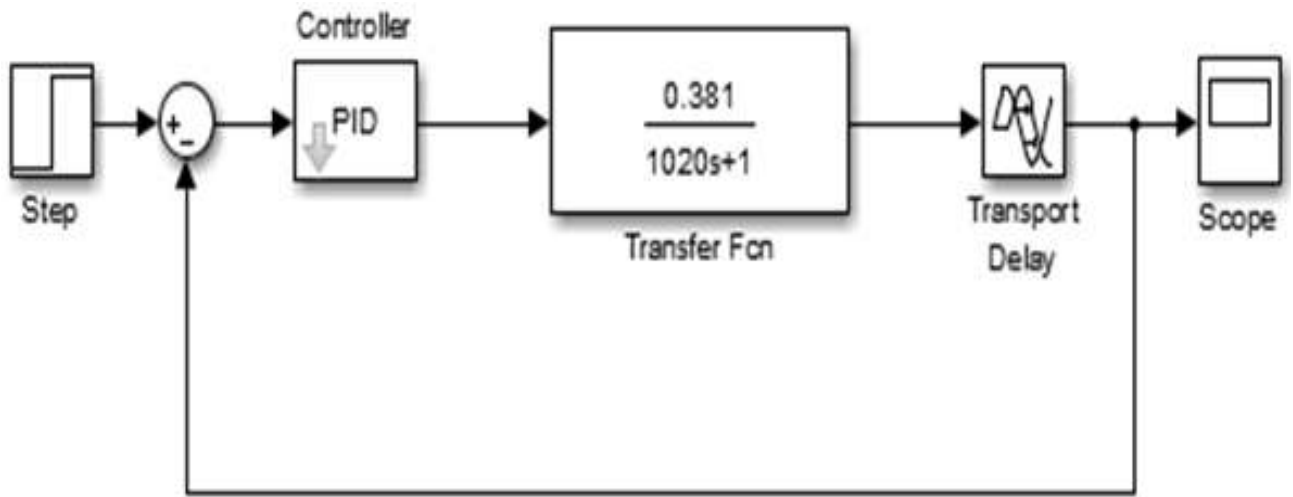 Controller
PID
0.381
1020s+1
+
-
Step
Transfer Fcn
Transport
Delay
Scope